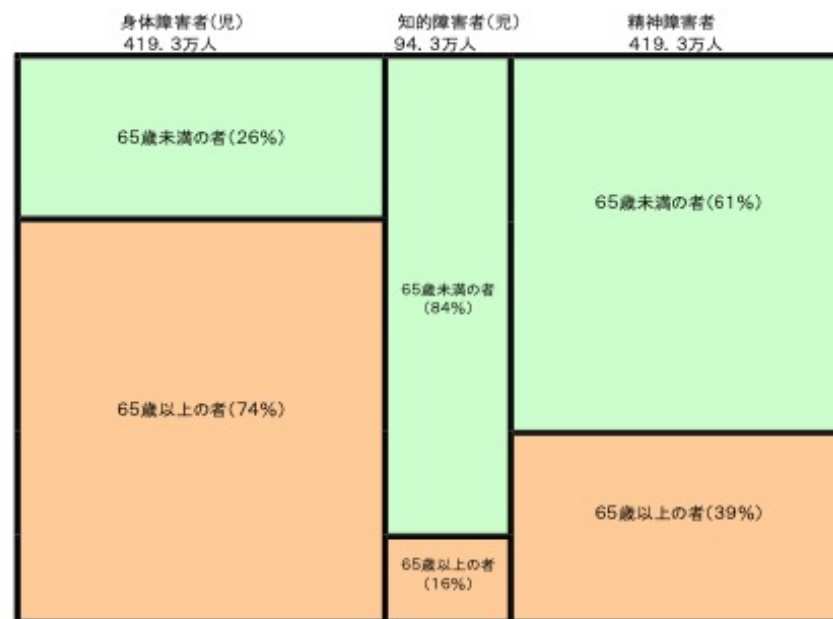 身体障害者(児)
419.3万人
知的障害者(児)
94.3万人
精神障害者
419.3万人
65歳未満の者(26%)
65歳以上の者(74%)
65歳未満の者
(84%)
65歳以上の者
(16%)
65歳未満の者(61%)
65歳以上の者(39%)